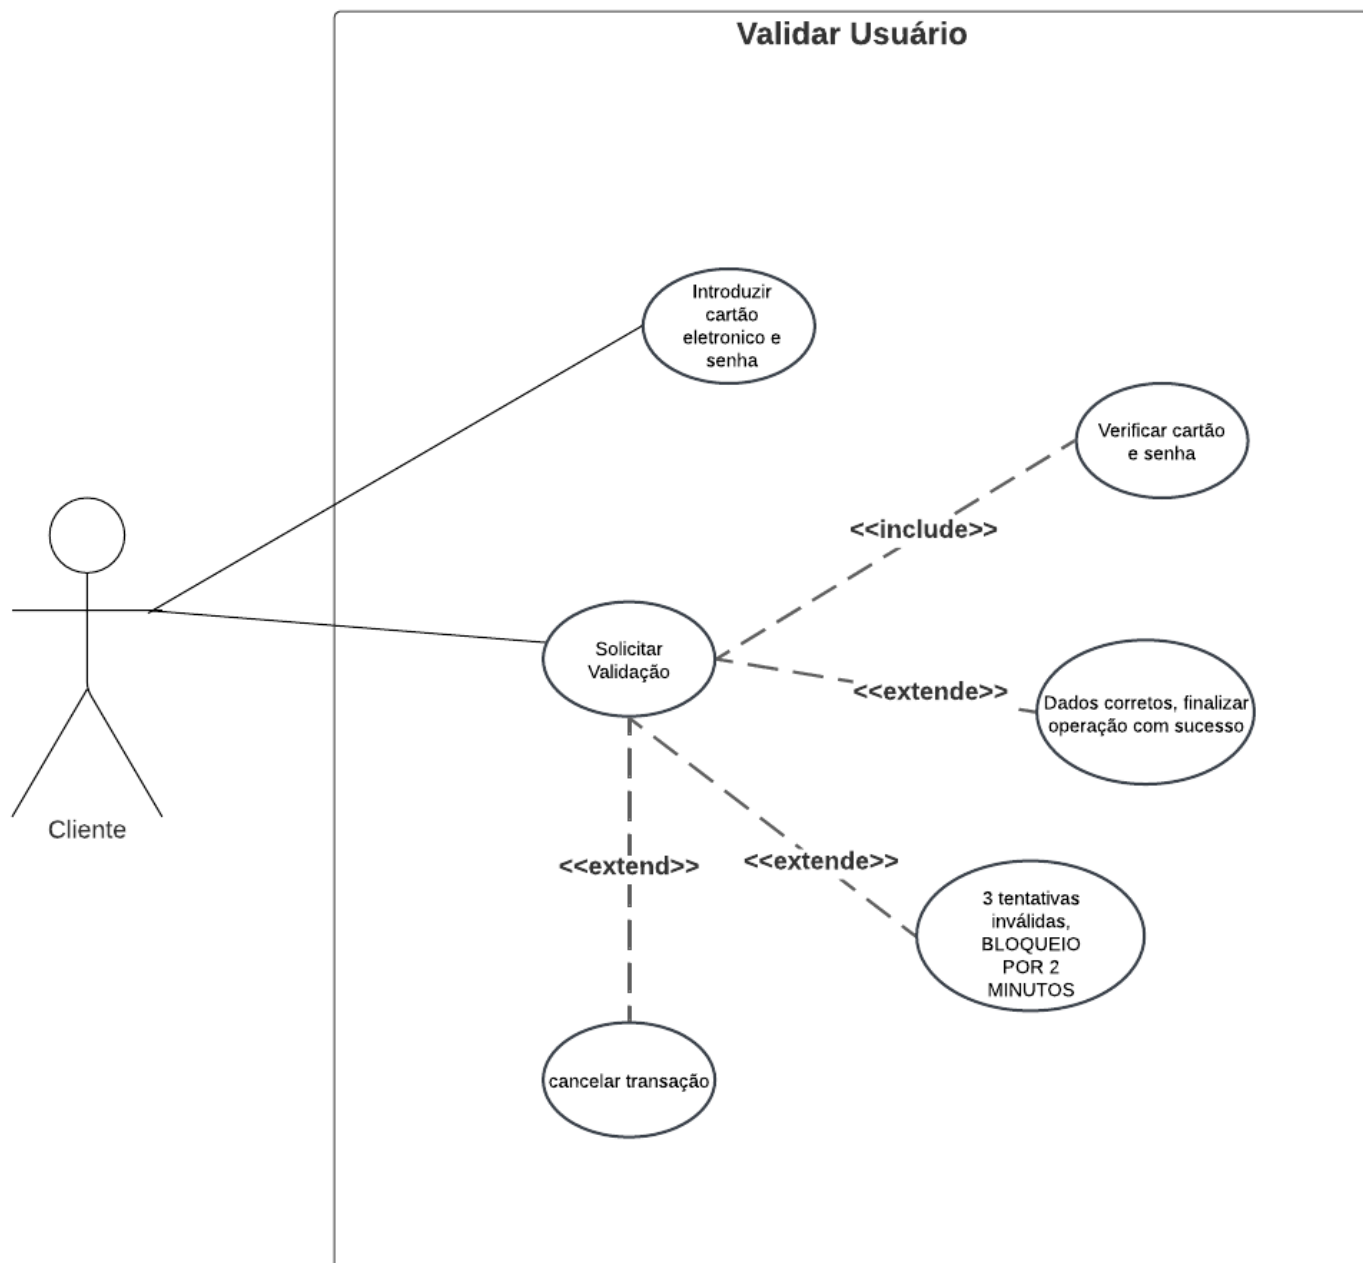 Validar Usuário
Introduzir
cartão
eletronico e
senha
Verificar cartão
e senha
<<include>>
Solicitar
Validação
<<extende>>
Dados corretos, finalizar
operação com sucesso
Cliente
<<extend>>
<<extende>>
3 tentativas
inválidas,
BLOQUEIO
POR 2
MINUTOS
cancelar transação